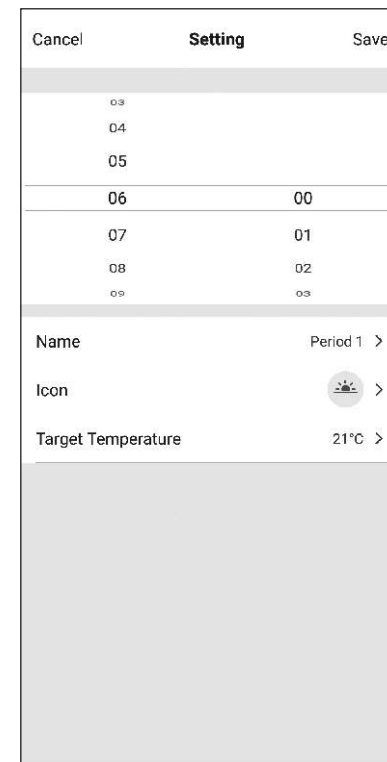 Cancel Setting Save
03
04
05
06 00
07 01
08 02
09 03
Name Period 1 >
Icon >
Target Temperature 21°C >